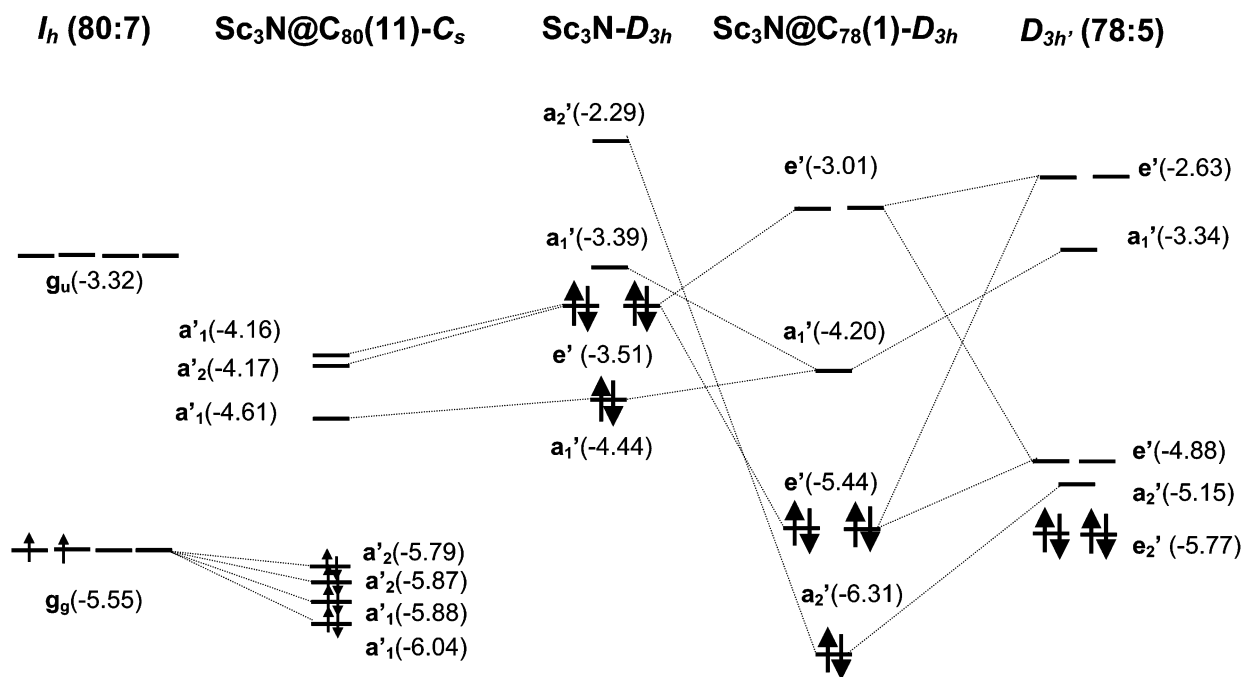 Ih (80:7) Sc3N@C80(11)-Cs Sc3N-D3h Sc3N@C78(1)-D3h D3h' (78:5)
a2'(-2.29)
e'(-3.01)
e'(-2.63)
a1'(-3.39)
a1'(-3.34)
gu(-3.32)
a'1(-4.16)
a1'(-4.20)
e' (-3.51)
a'2(-4.17)
a'1(-4.61)
a1'(-4.44)
e'(-4.88)
e'(-5.44)
a2'(-5.15)
a'2(-5.79)
e2' (-5.77)
a'2(-5.87)
gg(-5.55)
a2'(-6.31)
a'1(-5.88)
a'1(-6.04)